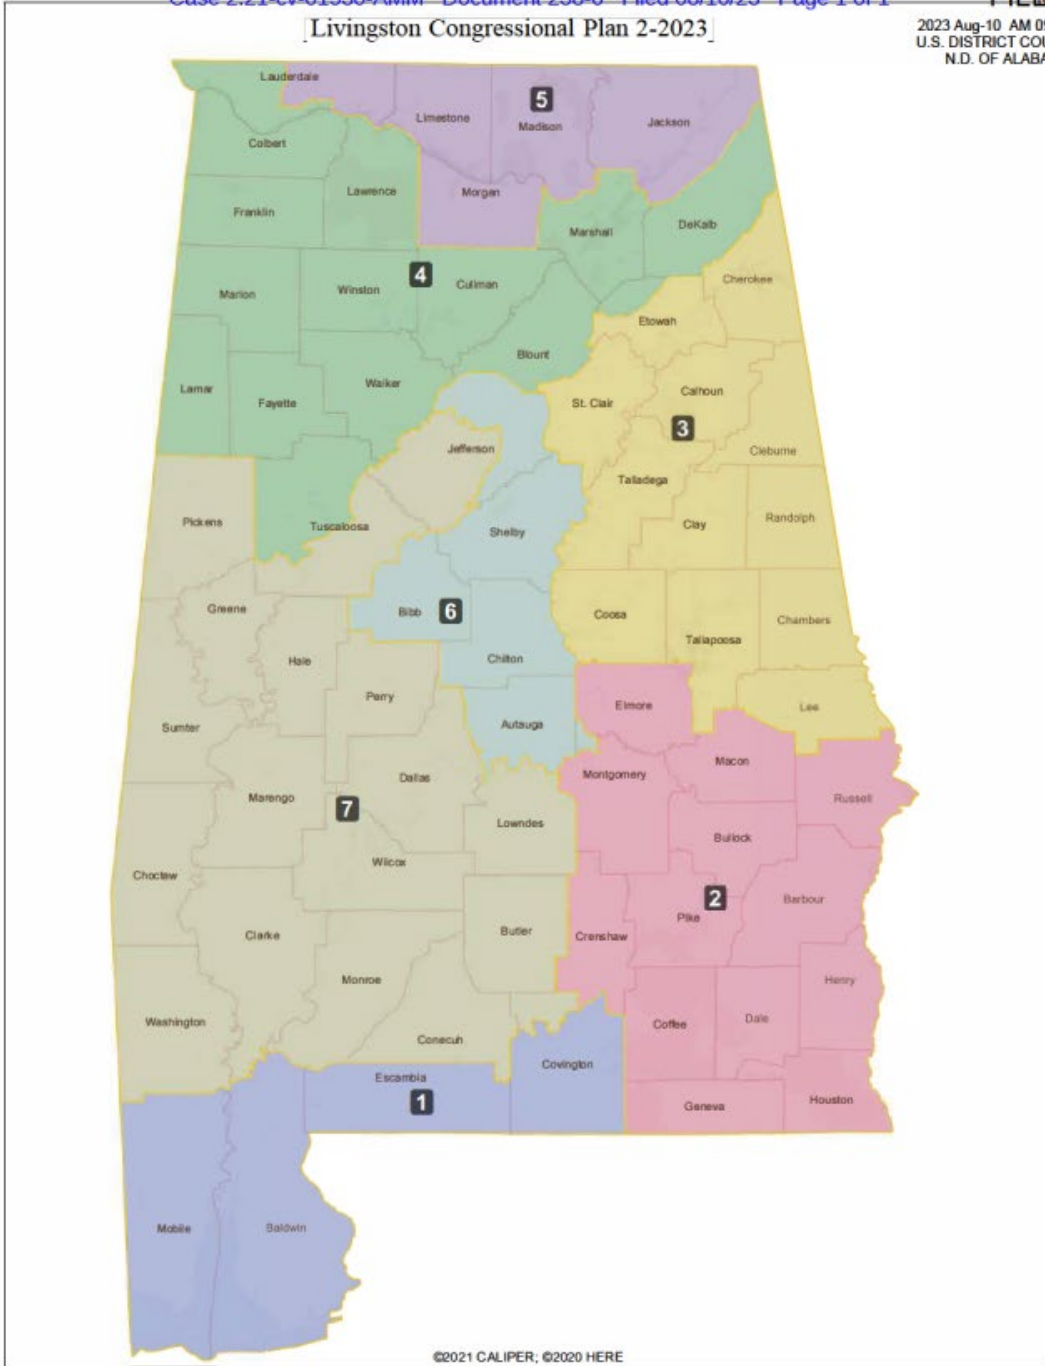 Livingston Congressional Plan 2-2023
2023 Aug-10 AM
U.S. DISTRICT
N.D. OF
Lauderdale
5
Limestone
Madison
Jackson
Colbert
Lawrence
Morgan
Franklin
Marshall
DeKalb
4
Cherokee
Marion
Winston
Cullman
Etowah
Blount
Lamar
Fayette
Walker
St. Clair
Calhoun
3
Jefferson
Cleburne
Talladega
Pickens
Tuscaloosa
Shelby
Clay
Randolph
Greene
Bibb
6
Coosa
Tallapoosa
Chambers
Hale
Chilton
Perry
Elmore
Lee
Sumter
Autauga
Dallas
Montgomery
Macon
Marengo
7
Russell
Lowndes
Bullock
Choctaw
Wilcox
2
Barbour
Clarke
Butler
Crenshaw
Pike
Monroe
Henry
Washington
Conecuh
Coffee
Dale
Covington
Escambia
1
Geneva
Houston
Mobile
Baldwin
©2021 CALIPER; ©2020 HERE